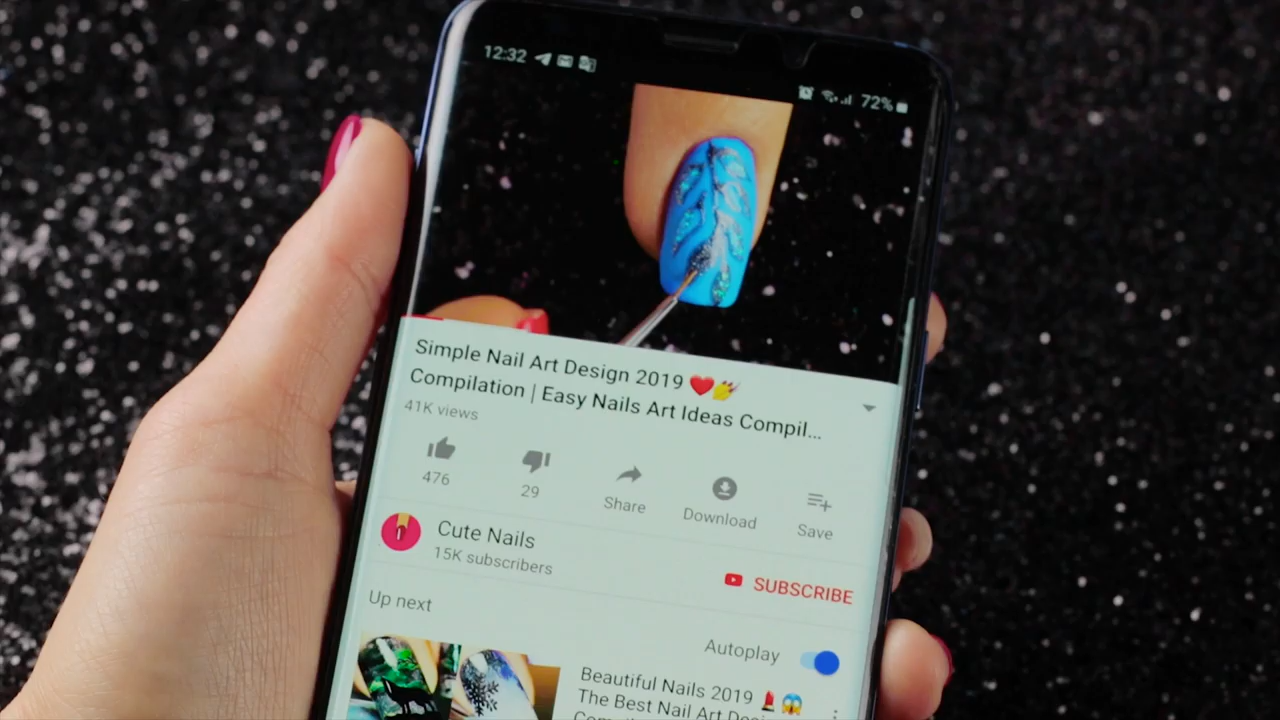 12:32
72%
Simple Nail Art Design 2019 ❤️💅
Compilation | Easy Nails Art Ideas Compil...
41K views
476
29
Share
Download
Save
Cute Nails
15K subscribers
SUBSCRIBE
Up next
Autoplay
Beautiful Nails 2019 💄😱
The Best Nail Art